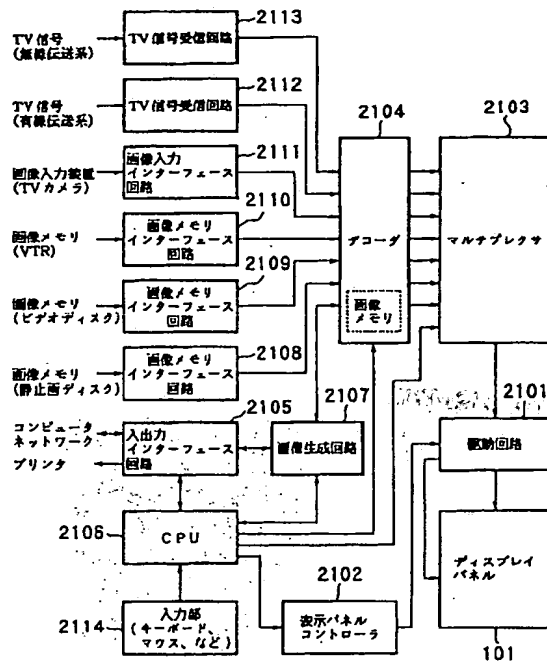 2113
TV信号
(無線伝送系)
TV信号受信回路
2112
TV信号
(有線伝送系)
TV信号受信回路
2104
2103
2111
画像入力装置
(TVカメラ)
画像入力
インターフェース
回路
2110
画像メモリ
(VTR)
画像メモリ
インターフェース
回路
デコーダ
画像
メモリ
マルチプレクサ
2109
画像メモリ
(ビデオディスク)
画像メモリ
インターフェース
回路
2108
画像メモリ
(静止画ディスク)
画像メモリ
インターフェース
回路
2105
2107
2101
コンピュータ
ネットワーク
プリンタ
入出力
インターフェース
回路
画像生成回路
駆動回路
2106
CPU
2102
ディスプレイ
パネル
2114
入力部
(キーボード、
マウス、など)
表示パネル
コントローラ
101